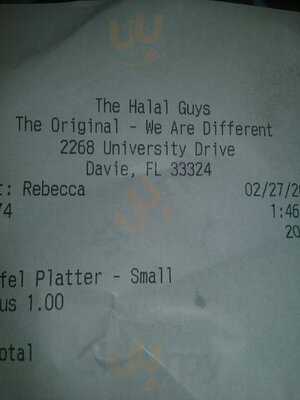 The Halal Guys
The Original - We Are Different
2268 University Drive
Davie, FL 33324
: Rebecca 02/27/2
74 1:46
20
fel Platter - Small
us 1.00
otal